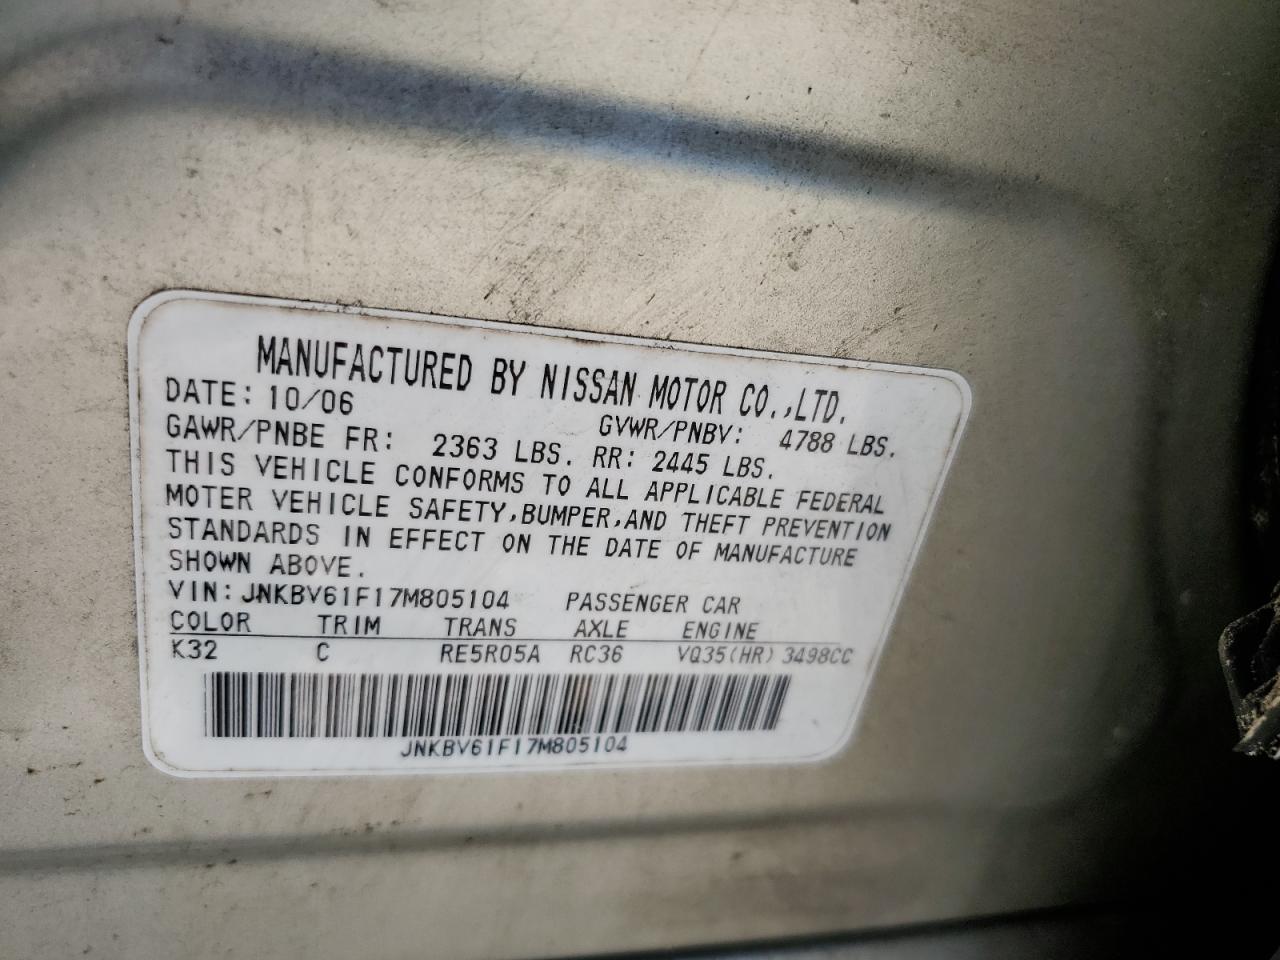 MANUFACTURED BY NISSAN MOTOR CO.,LTD.
DATE: 10/06 GVWR/PNBV: 4788 LBS.
GAWR/PNBE FR: 2363 LBS. RR: 2445 LBS.
THIS VEHICLE CONFORMS TO ALL APPLICABLE FEDERAL
MOTER VEHICLE SAFETY,BUMPER,AND THEFT PREVENTION
STANDARDS IN EFFECT ON THE DATE OF MANUFACTURE
SHOWN ABOVE.
VIN: JNKBV61F17M805104 PASSENGER CAR
COLOR TRIM TRANS AXLE ENGINE
K32 C RE5R05A RC36 VQ35(HR) 3498CC
JNKBV61F17M805104